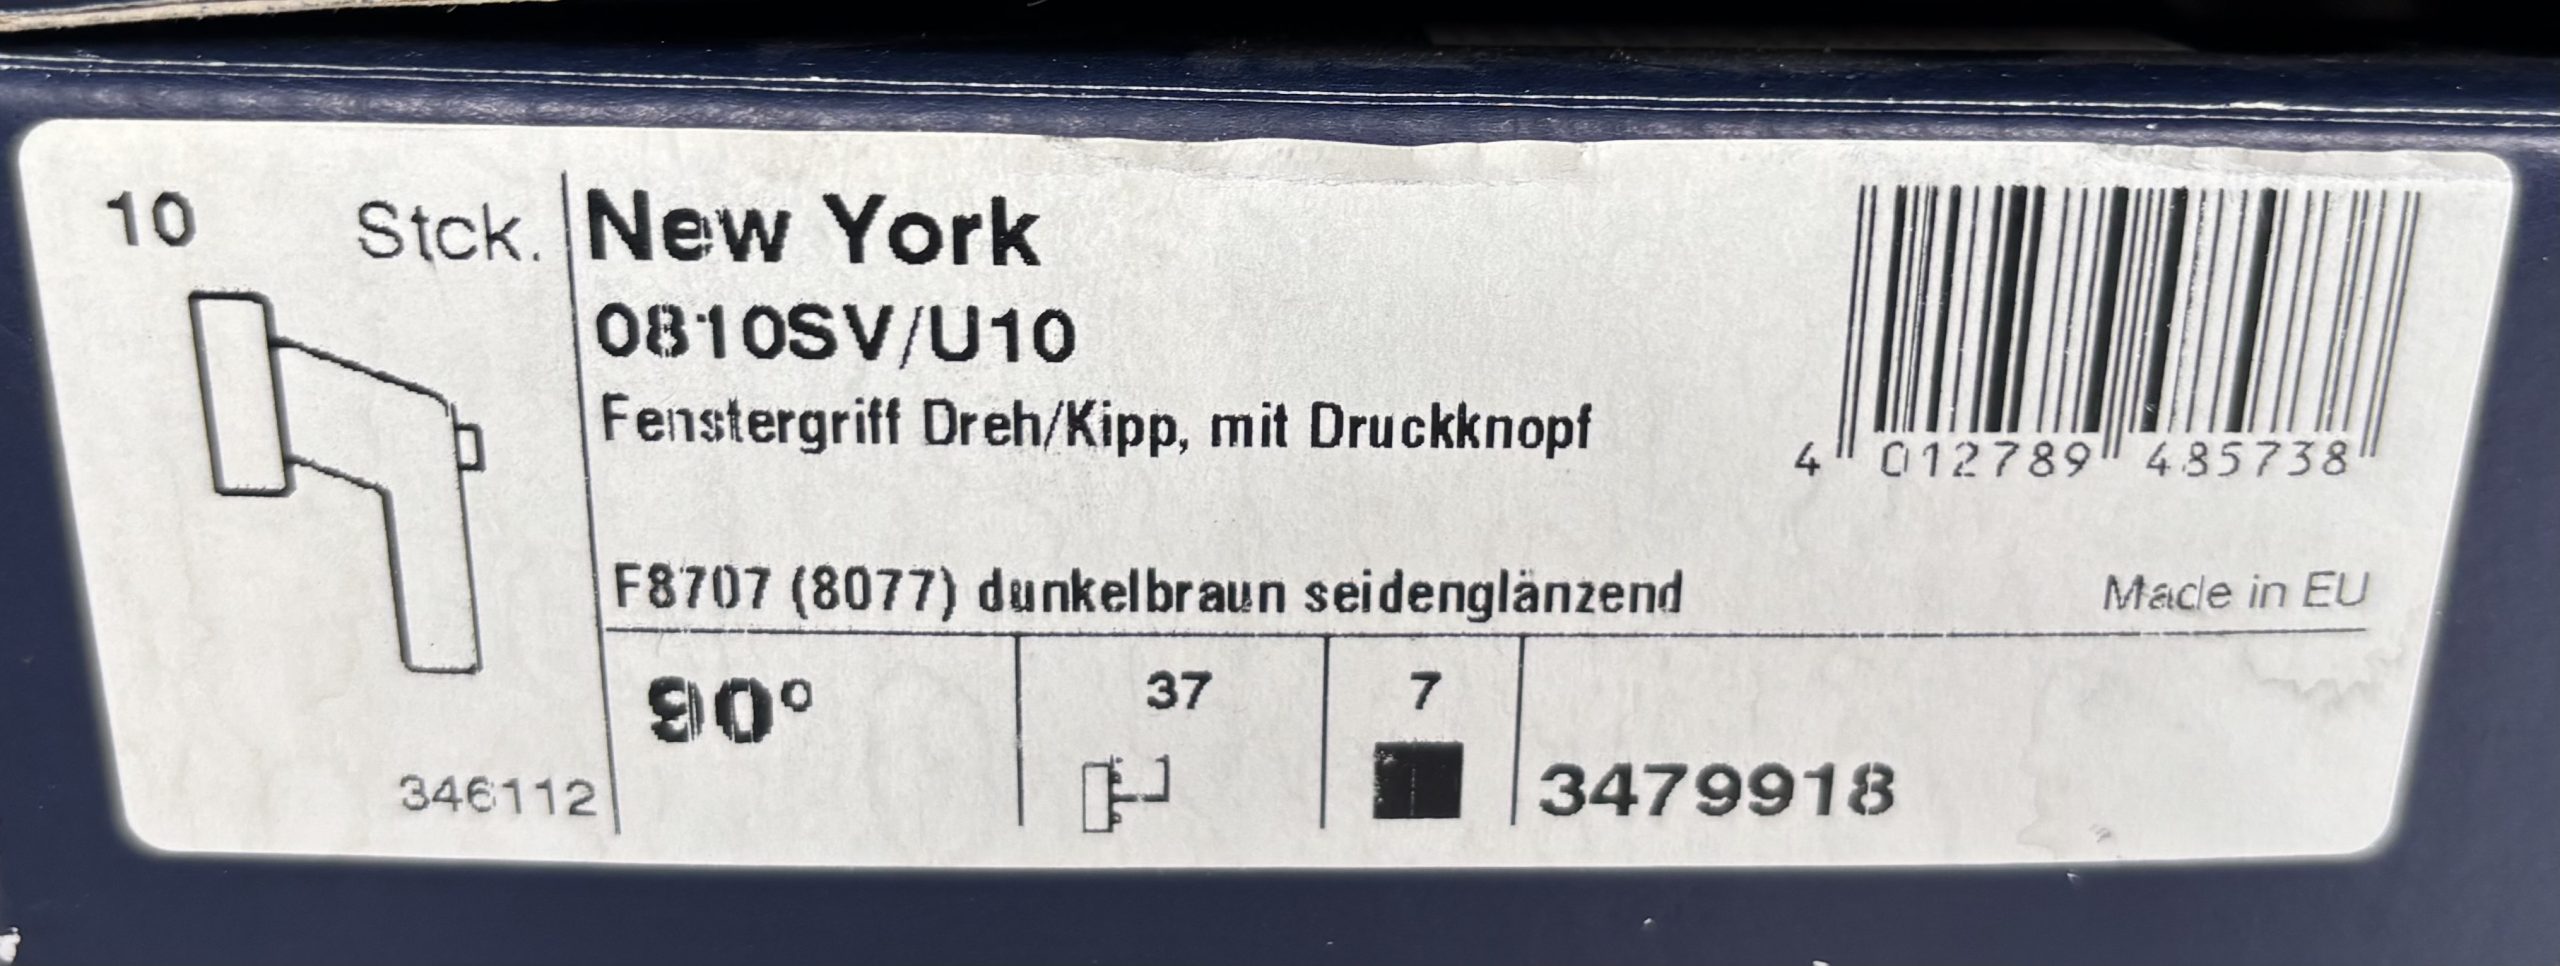 10 Stck.
New York
0810SV/U10
Fenstergriff Dreh/Kipp, mit Druckknopf
4 012789 485738
F8707 (8077) dunkelbraun seidenglänzend
Made in EU
90°
37
7
346112
3479918